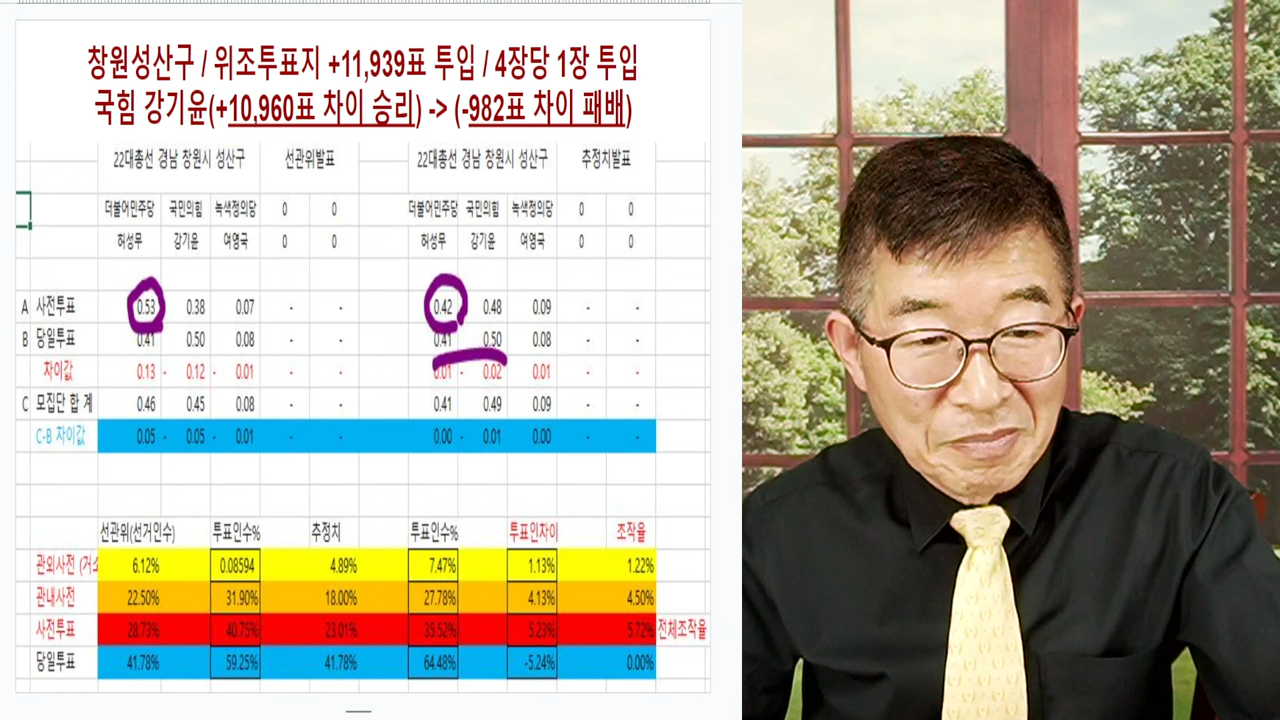 창원성산구 / 위조투표지 +11,939표 투입 / 4장당 1장 투입
국힘 강기윤(+10,960표 차이 승리) -> (-982표 차이 패배)
22대총선 경남 창원시 성산구 선관위발표 22대총선 경남 창원시 성산구 추정치발표
더불어민주당 국민의힘 녹색정의당 0 0 더불어민주당 국민의힘 녹색정의당 0 0
허성무 강기윤 여영국 0 0 허성무 강기윤 여영국 0 0
A 사전투표 0.53 0.38 0.07 - - 0.42 0.48 0.09 - -
B 당일투표 0.41 0.50 0.08 - - 0.41 0.50 0.08 - -
차이값 0.13 - 0.12 - 0.01 - - 0.01 - 0.02 0.01 - -
C 모집단 합 계 0.46 0.45 0.08 - - 0.41 0.49 0.09 - -
C-B 차이값 0.05 - 0.05 - 0.01 - - 0.00 - 0.01 0.00 - -
선관위(선거인수) 투표인수% 추정치 투표인수% 투표인차이 조작율
관외사전 (거소 6.12% 0.08594 4.89% 7.47% 1.13% 1.22%
관내사전 22.50% 31.90% 18.00% 27.78% 4.13% 4.50%
사전투표 28.73% 40.75% 23.01% 35.52% 5.23% 5.72% 전체조작율
당일투표 41.78% 59.25% 41.78% 64.48% -5.24% 0.00%